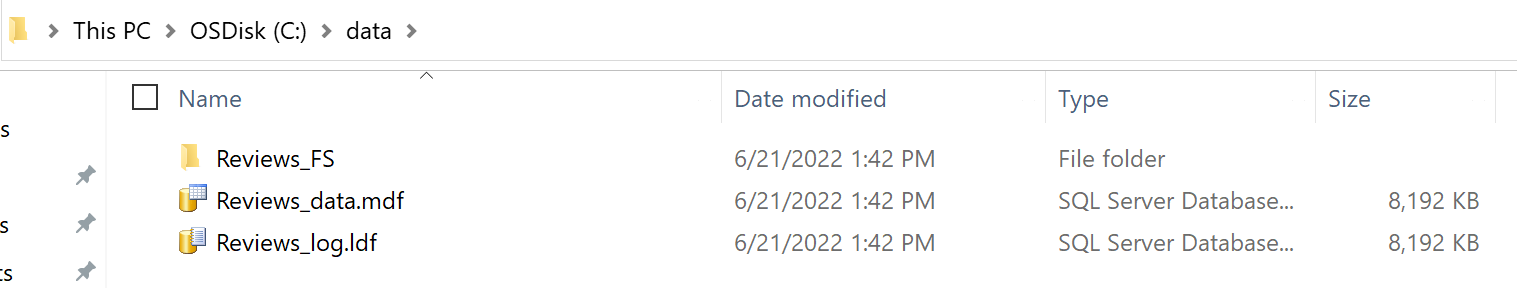 This PC > OSDisk (C:) > data >
Name Date modified Type Size
s
Reviews_FS 6/21/2022 1:42 PM File folder
Reviews_data.mdf 6/21/2022 1:42 PM SQL Server Database... 8,192 KB
s
Reviews_log.ldf 6/21/2022 1:42 PM SQL Server Database... 8,192 KB
ts